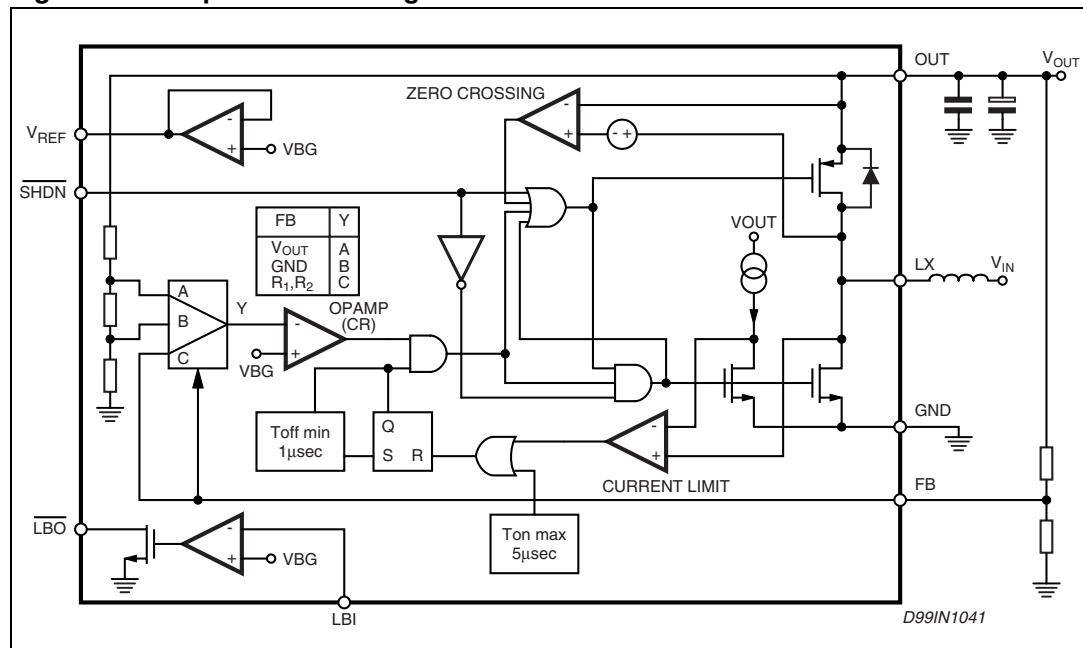 OUT
VOUT
ZERO CROSSING
-
+
- +
VREF
-
+
VBG
SHDN
FB Y
VOUT A
GND B
R1,R2 C
VOUT
LX
VIN
A
B
C
Y
OPAMP
(CR)
-
+
VBG
GND
Toff min
1µsec
Q
S R
-
+
CURRENT LIMIT
FB
Ton max
5µsec
LBO
-
+
VBG
LBI
D99IN1041